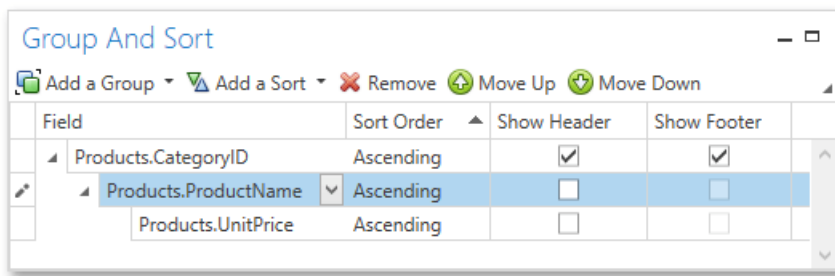 Group And Sort
Add a Group Add a Sort Remove Move Up Move Down
Field Sort Order Show Header Show Footer
Products.CategoryID Ascending
Products.ProductName Ascending
Products.UnitPrice Ascending